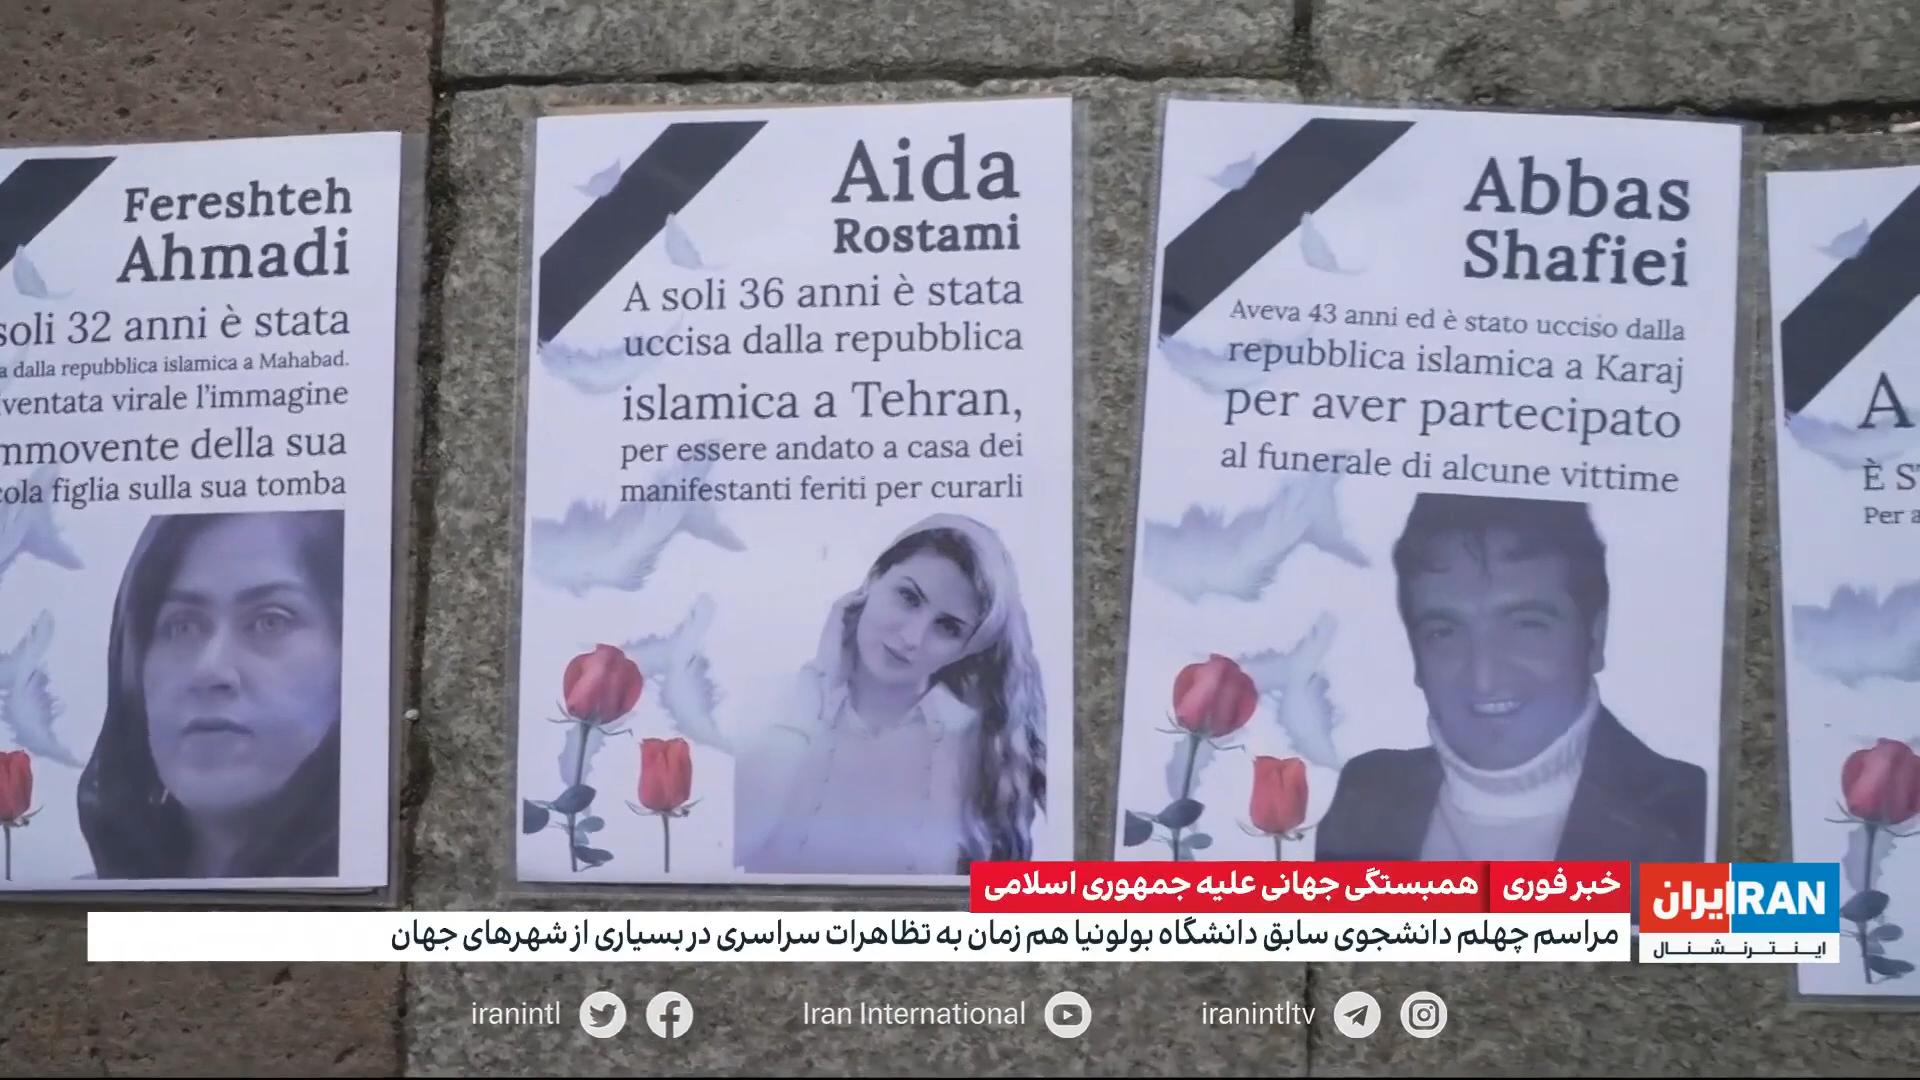 Fereshteh
Ahmadi
soli 32 anni è stata
a dalla repubblica islamica a Mahabad.
ventata virale l'immagine
mmovente della sua
cola figlia sulla sua tomba
Aida
Rostami
A soli 36 anni è stata
uccisa dalla repubblica
islamica a Tehran,
per essere andato a casa dei
manifestanti feriti per curarli
Abbas
Shafiei
Aveva 43 anni ed è stato ucciso dalla
repubblica islamica a Karaj
per aver partecipato
al funerale di alcune vittime
A
È S
Per a
خبر فوری
همبستگی جهانی علیه جمهوری اسلامی
مراسم چهلم دانشجوی سابق دانشگاه بولونیا هم زمان به تظاهرات سراسری در بسیاری از شهرهای جهان
ایران IRAN
اینترنشنال
iranintl
Iran International
iranintltv